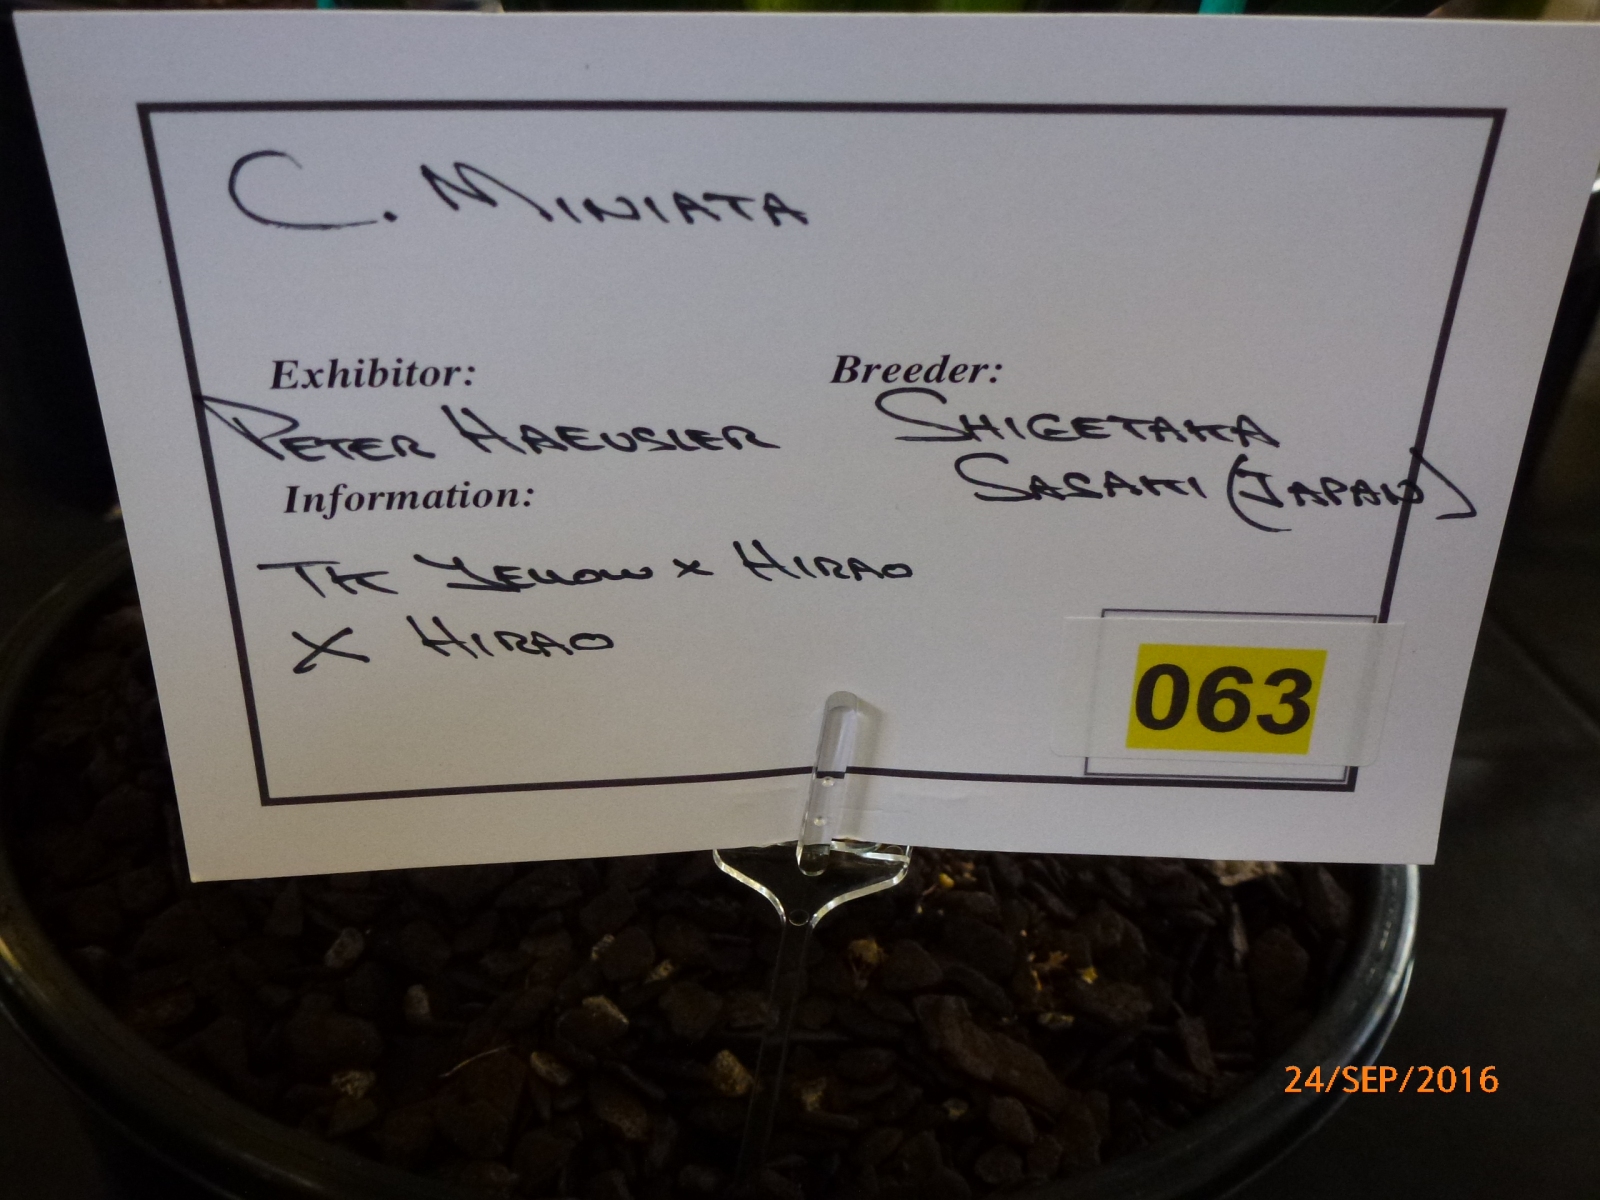 C. MINIATA
Exhibitor:
Breeder:
PETER HAEUSLER
SHIGETAKA
SASAKI (JAPAN)
Information:
TK YELLOW x HIRAO
X HIRAO
063
24/SEP/2016